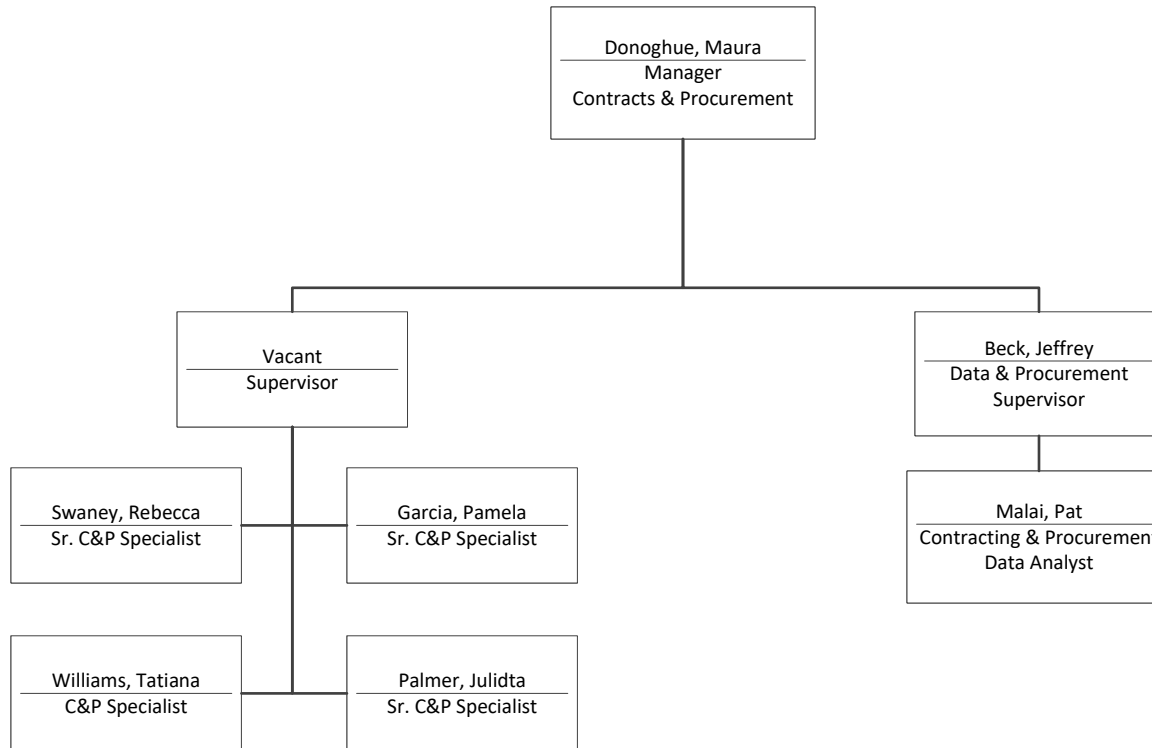 Donoghue, Maura
Manager
Contracts & Procurement
Vacant
Supervisor
Beck, Jeffrey
Data & Procurement
Supervisor
Swaney, Rebecca
Sr. C&P Specialist
Garcia, Pamela
Sr. C&P Specialist
Malai, Pat
Contracting & Procurement
Data Analyst
Williams, Tatiana
C&P Specialist
Palmer, Julidta
Sr. C&P Specialist